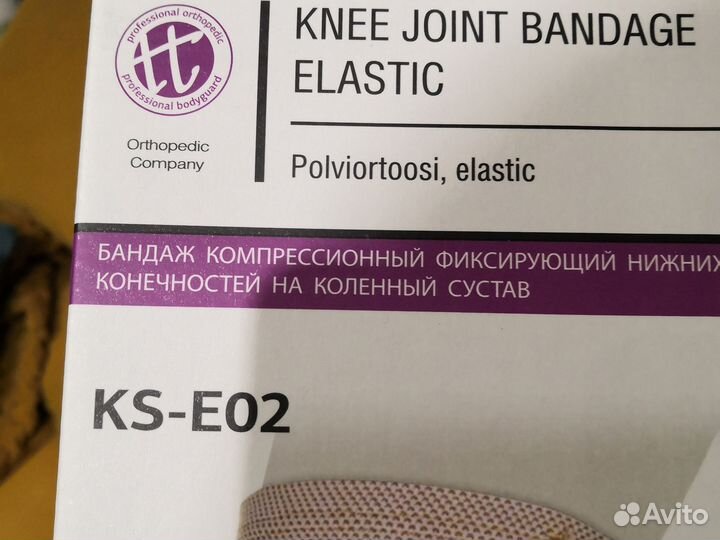 professional orthopedic
tt
professional bodyguard
Orthopedic
Company
KNEE JOINT BANDAGE
ELASTIC
Polviortoosi, elastic
БАНДАЖ КОМПРЕССИОННЫЙ ФИКСИРУЮЩИЙ НИЖНИХ
КОНЕЧНОСТЕЙ НА КОЛЕННЫЙ СУСТАВ
KS-E02
Avito